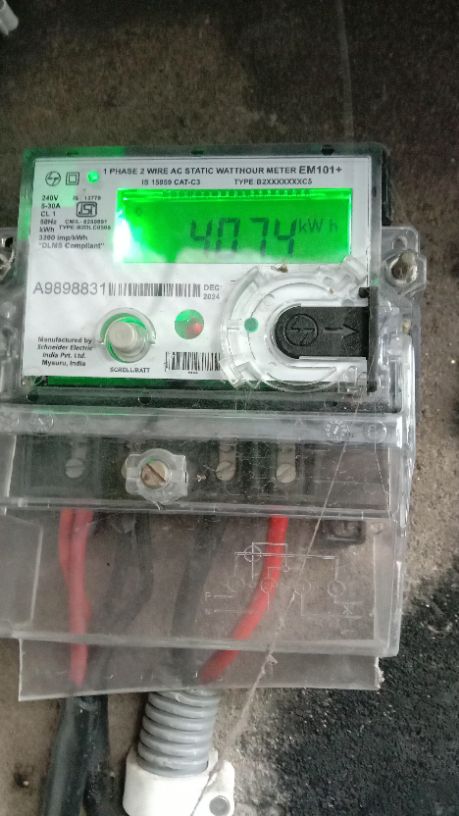 1 PHASE 2 WIRE AC STATIC WATTHOUR METER EM101+
IS 15959 CAT-C3 TYPE B2XXXXXXXC5
240V
5-30A
CL 1
50Hz
kWh
3200 imp/kWh
"DLMS Compliant"
IS 13779
4074 kWh
A9898831
DEC
2024
Manufactured by
Schneider Electric
India Pvt. Ltd.
Mysuru, India
SCROLL/BATT